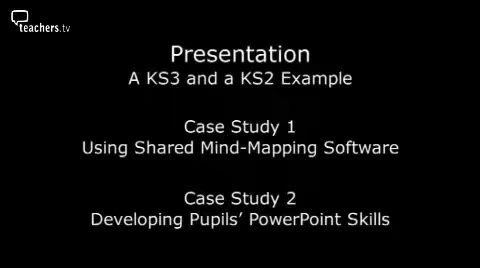 teachers.tv
Presentation
A KS3 and a KS2 Example
Case Study 1
Using Shared Mind-Mapping Software
Case Study 2
Developing Pupils' PowerPoint Skills